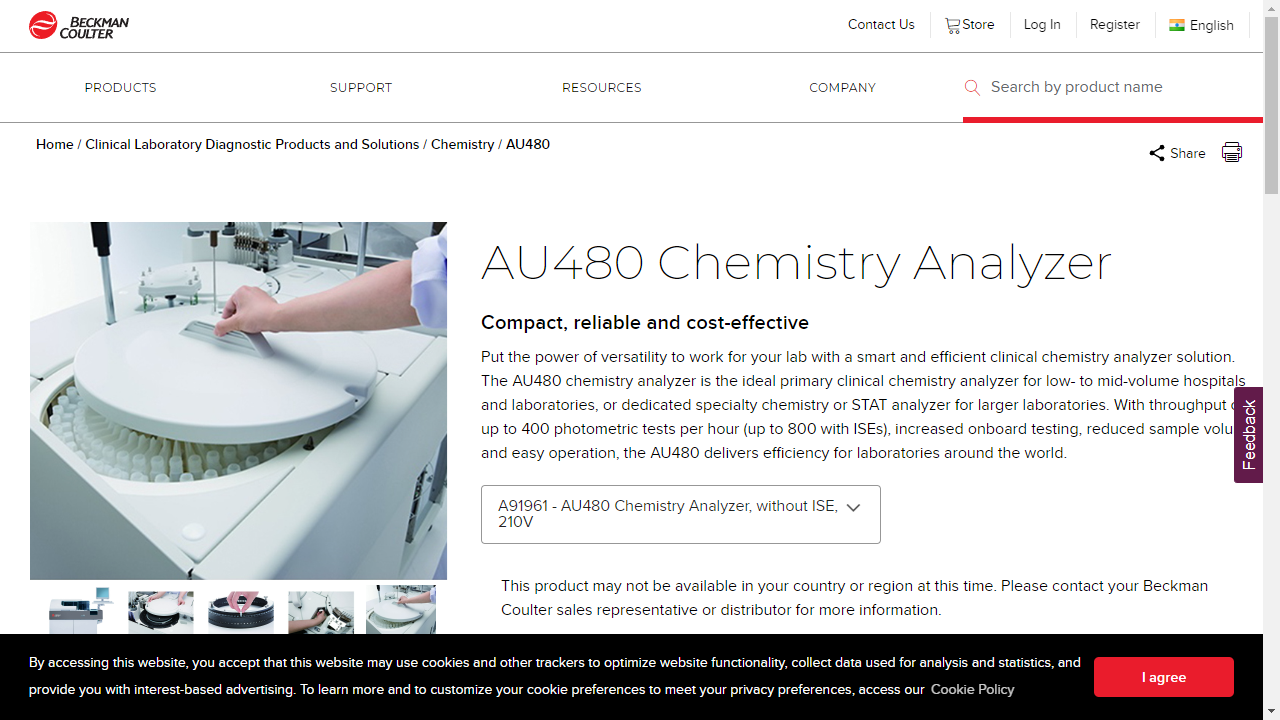 BECKMAN
COULTER
Contact Us
Store
Log In
Register
English
PRODUCTS
SUPPORT
RESOURCES
COMPANY
Search by product name
Home / Clinical Laboratory Diagnostic Products and Solutions / Chemistry / AU480
Share
AU480 Chemistry Analyzer
Compact, reliable and cost-effective
Put the power of versatility to work for your lab with a smart and efficient clinical chemistry analyzer solution.
The AU480 chemistry analyzer is the ideal primary clinical chemistry analyzer for low- to mid-volume hospitals
and laboratories, or dedicated specialty chemistry or STAT analyzer for larger laboratories. With throughput
up to 400 photometric tests per hour (up to 800 with ISEs), increased onboard testing, reduced sample
and easy operation, the AU480 delivers efficiency for laboratories around the world.
Feedback
A91961 - AU480 Chemistry Analyzer, without ISE,
210V
This product may not be available in your country or region at this time. Please contact your Beckman
Coulter sales representative or distributor for more information.
By accessing this website, you accept that this website may use cookies and other trackers to optimize website functionality, collect data used for analysis and statistics, and
provide you with interest-based advertising. To learn more and to customize your cookie preferences to meet your privacy preferences, access our Cookie Policy
I agree